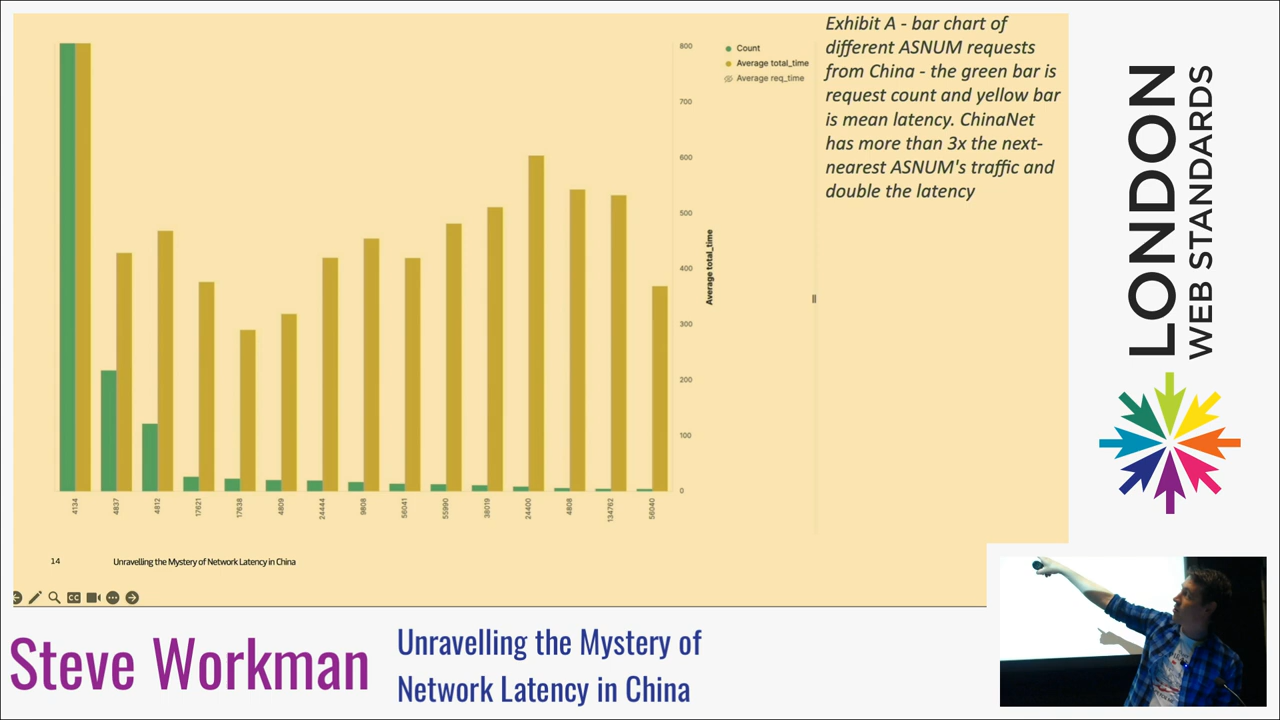 Exhibit A - bar chart of
different ASNUM requests
from China - the green bar is
request count and yellow bar
is mean latency. ChinaNet
has more than 3x the next-
nearest ASNUM's traffic and
double the latency
Count
Average total_time
Average req_time
800
700
600
500
400
300
200
100
0
Average total_time
4134
4837
4812
17621
17638
4809
24444
9808
56041
55990
38019
24400
4808
134762
56040
14
Unravelling the Mystery of Network Latency in China
CC
LONDON
WEB STANDARDS
Steve Workman
Unravelling the Mystery of
Network Latency in China